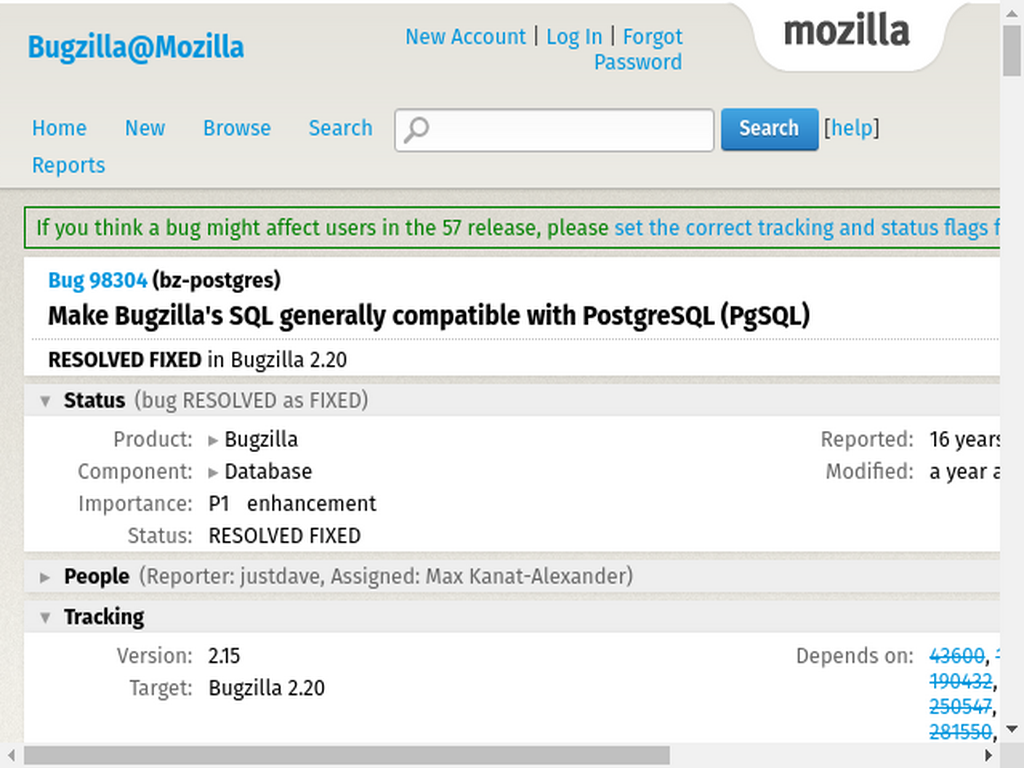 Bugzilla@Mozilla
New Account | Log In | Forgot
Password
mozilla
Home New Browse Search Search [help]
Reports
If you think a bug might affect users in the 57 release, please set the correct tracking and status flags f
Bug 98304 (bz-postgres)
Make Bugzilla's SQL generally compatible with PostgreSQL (PgSQL)
RESOLVED FIXED in Bugzilla 2.20
▼ Status (bug RESOLVED as FIXED)
Product: ▶ Bugzilla Reported: 16 years
Component: ▶ Database Modified: a year a
Importance: P1 enhancement
Status: RESOLVED FIXED
▶ People (Reporter: justdave, Assigned: Max Kanat-Alexander)
▼ Tracking
Version: 2.15 Depends on: 43600,
Target: Bugzilla 2.20 190432,
250547,
281550,